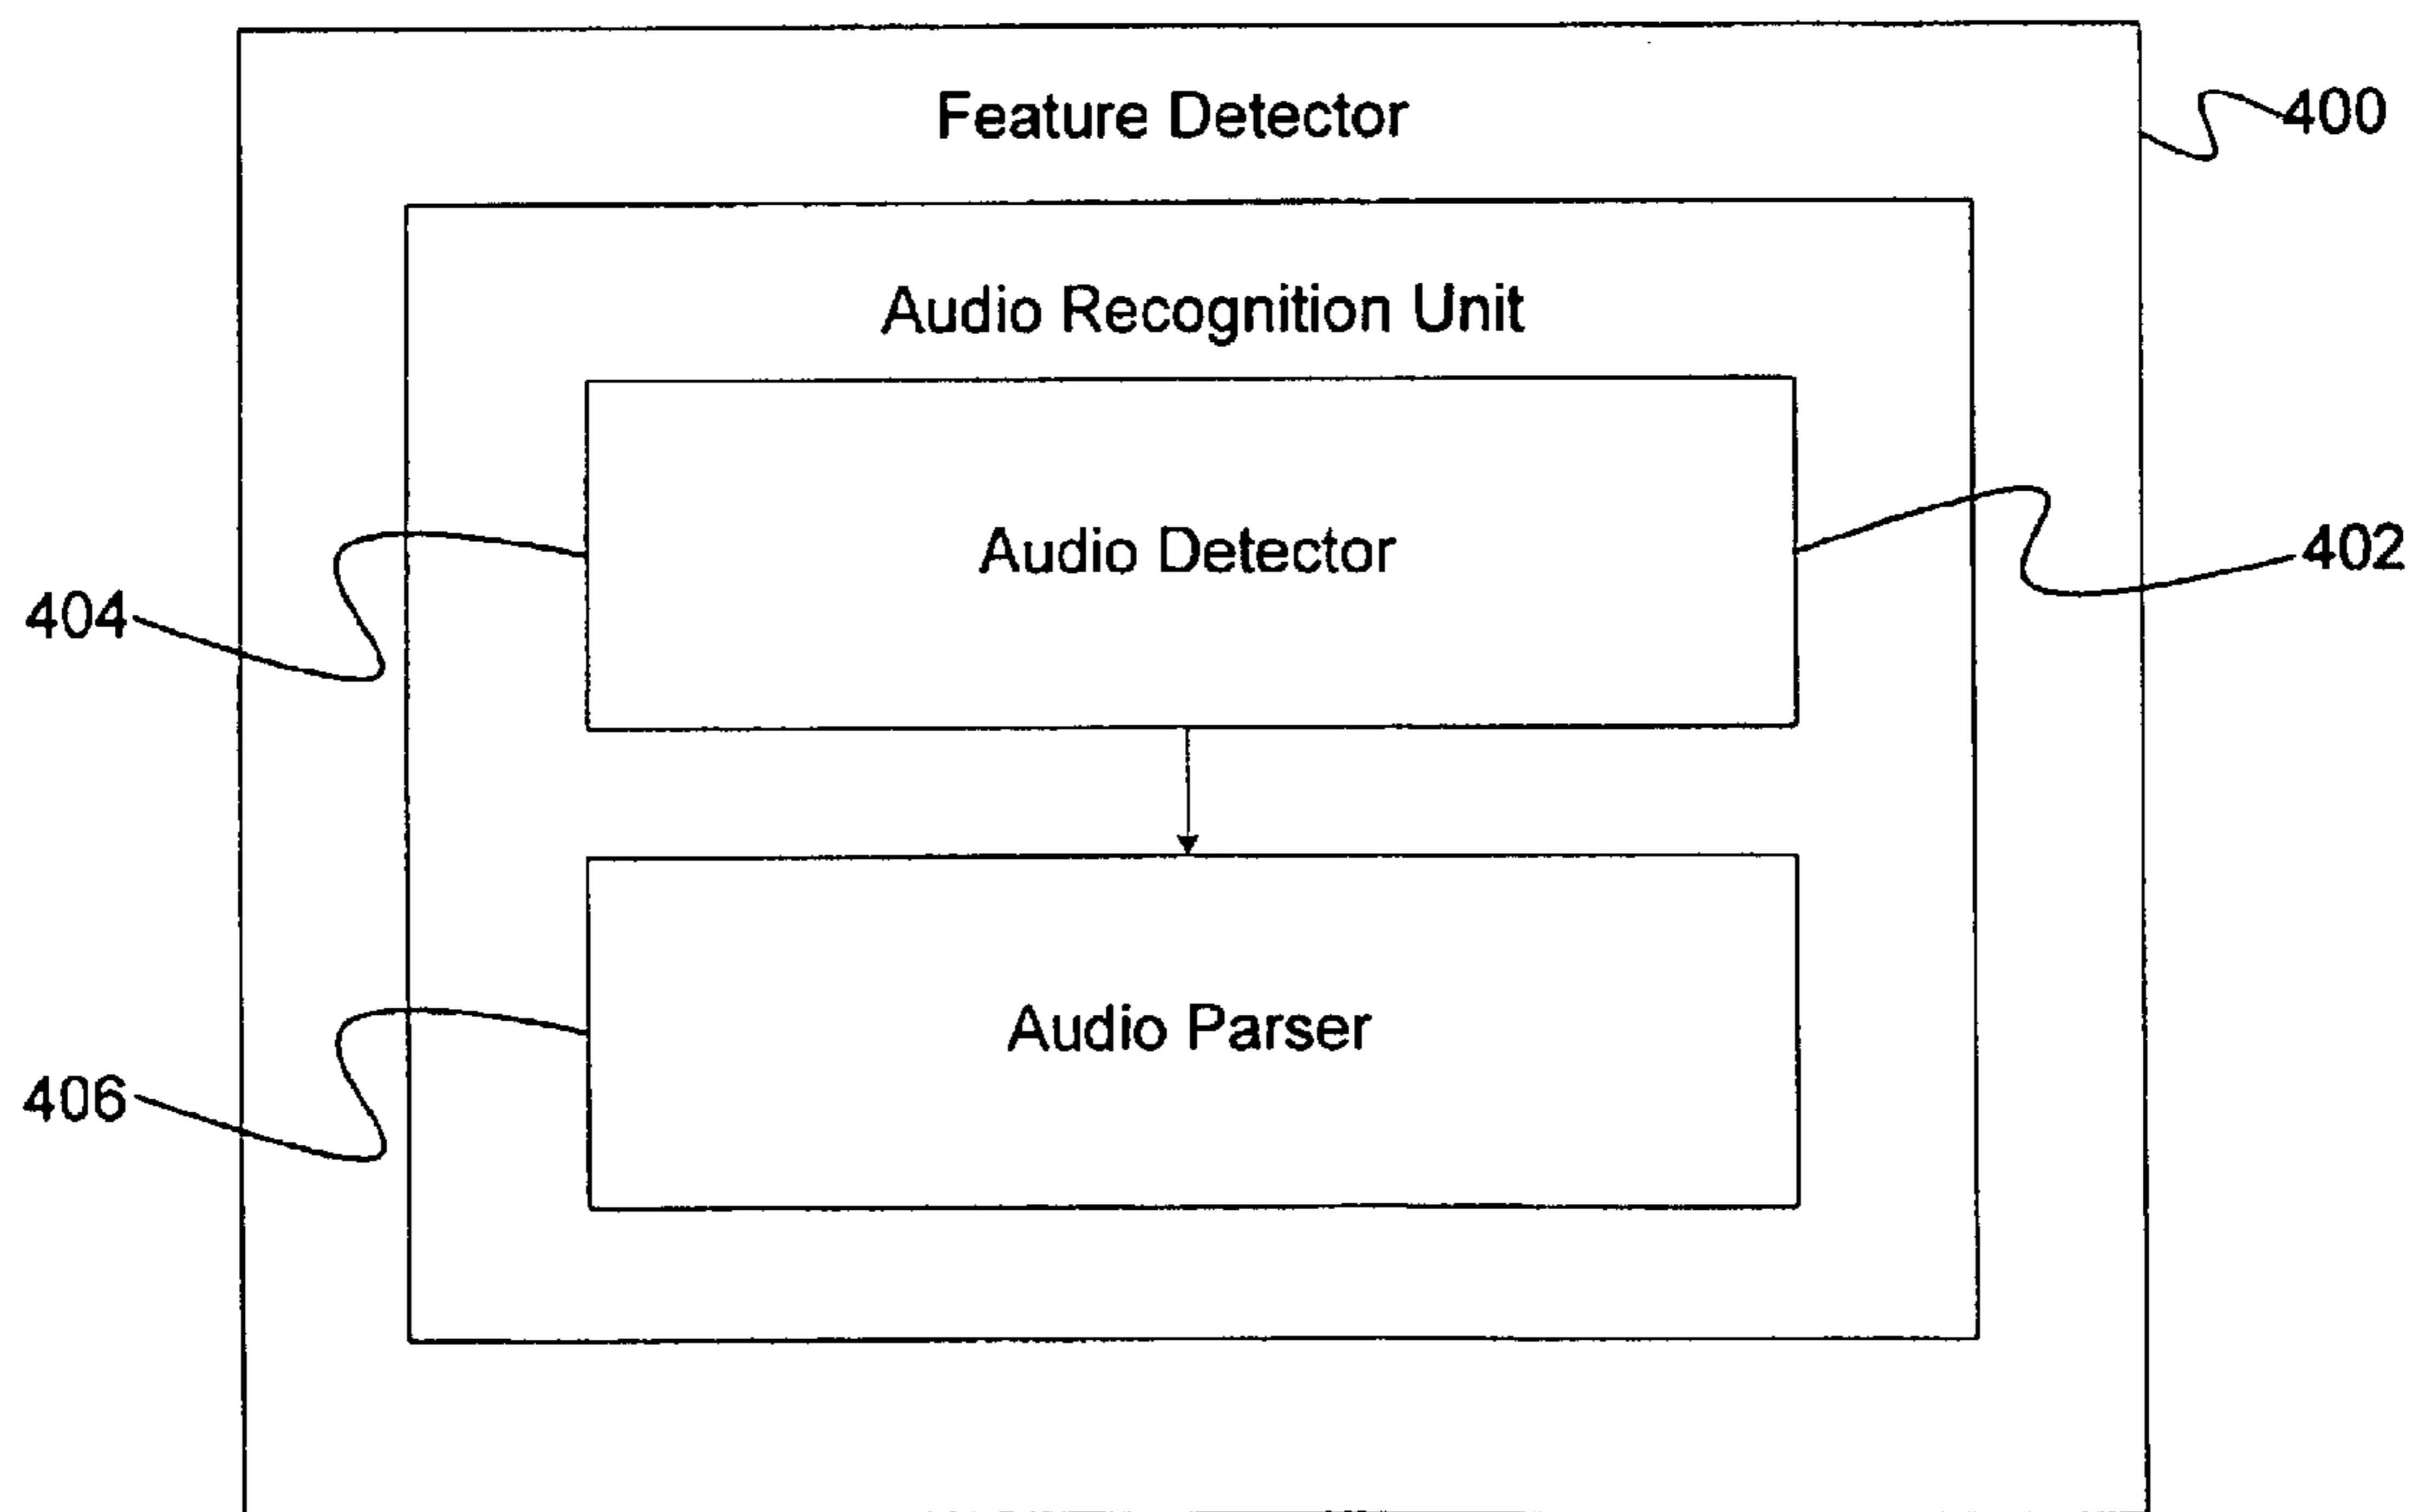 Feature Detector
400
Audio Recognition Unit
Audio Detector
402
404
Audio Parser
406